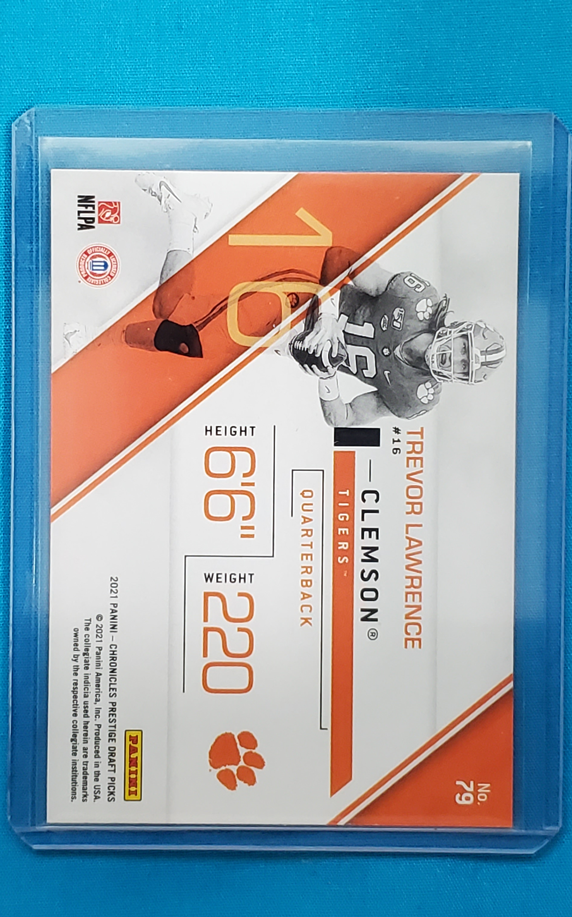 No.
79
TREVOR LAWRENCE
#16
CLEMSON®
TIGERS™
QUARTERBACK
16
16
HEIGHT
6'6"
WEIGHT
220
2021 PANINI – CHRONICLES PRESTIGE DRAFT PICKS
© 2021 Panini America, Inc. Produced in the USA.
The collegiate indicia used herein are trademarks
owned by the respective collegiate institutions.
PANINI
NFLPA